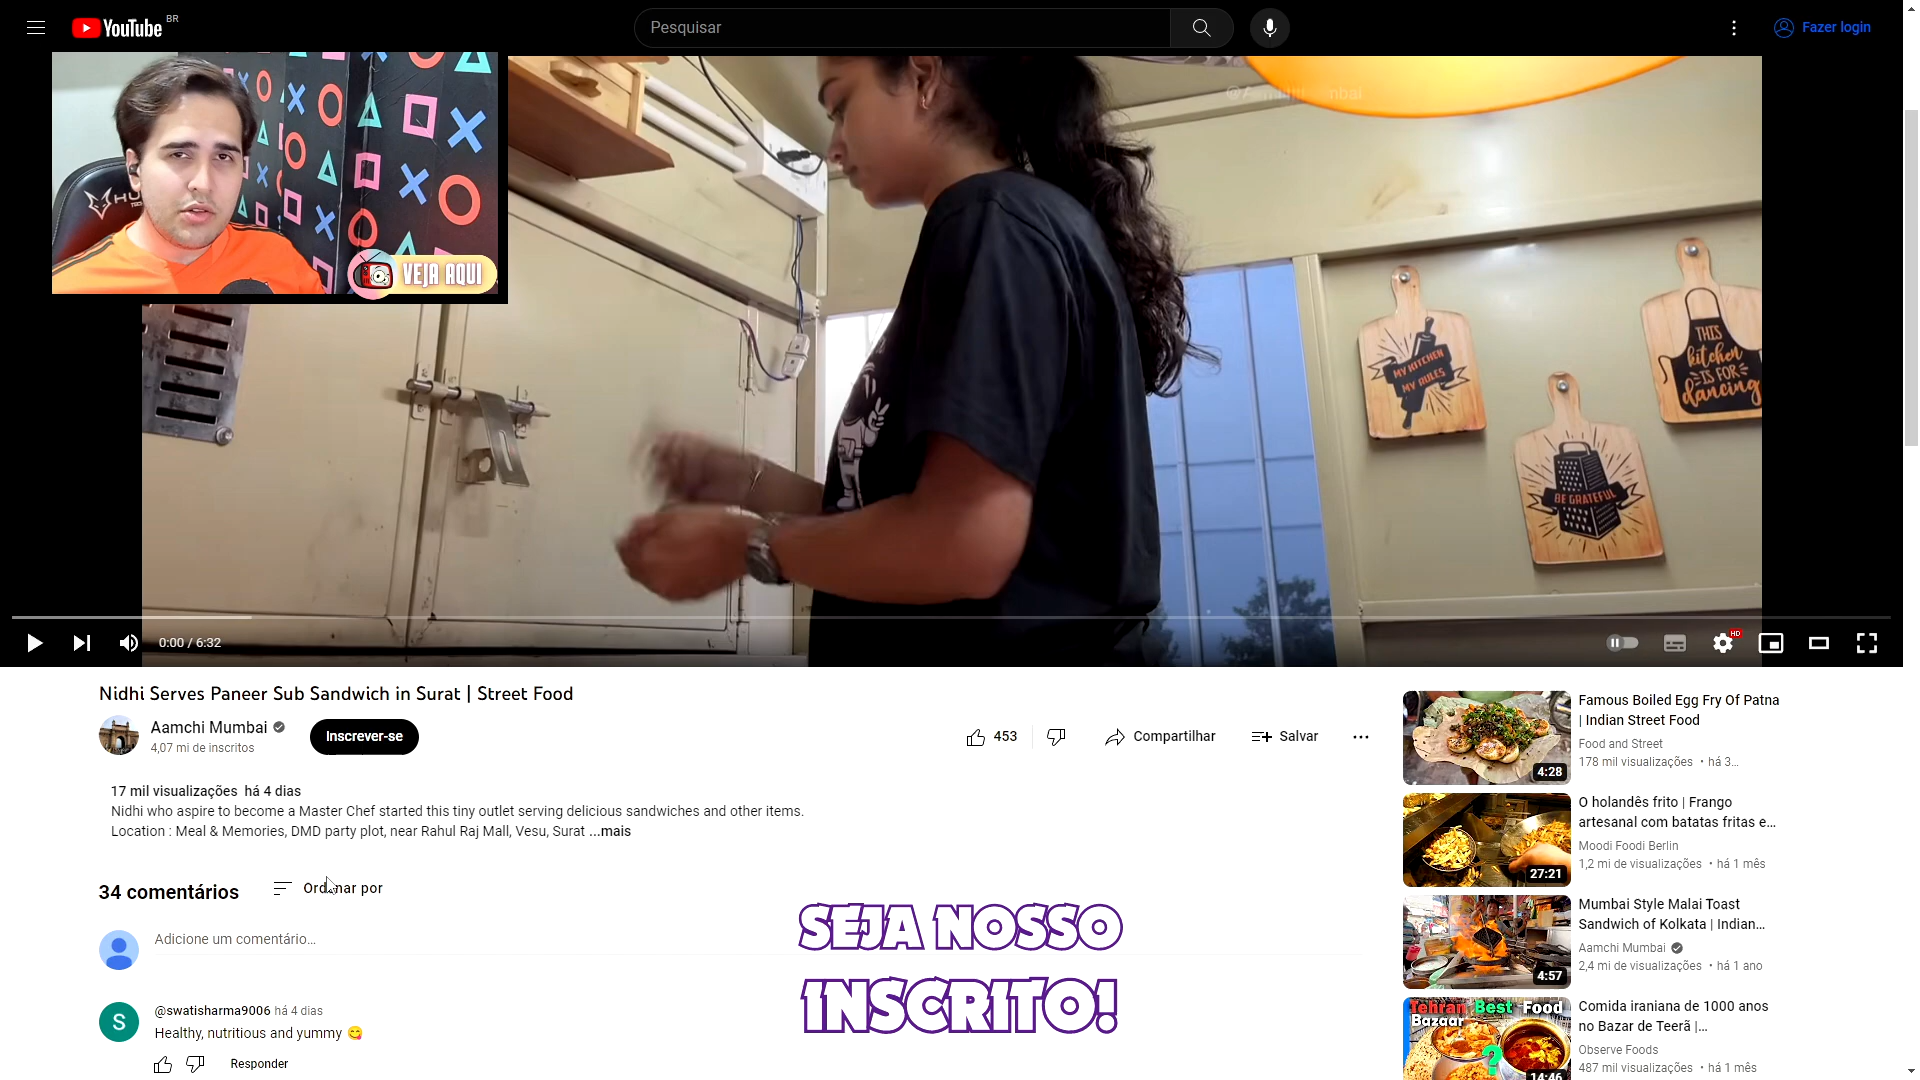 YouTube BR
Pesquisar
Fazer login
VEJA AQUI
MY KITCHEN
MY RULES
THIS
kitchen
IS FOR
dancing
BE GRATEFUL
0:00 / 6:32
HD
Nidhi Serves Paneer Sub Sandwich in Surat | Street Food
Aamchi Mumbai
4,07 mi de inscritos
Inscrever-se
453
Compartilhar
Salvar
17 mil visualizações há 4 dias
Nidhi who aspire to become a Master Chef started this tiny outlet serving delicious sandwiches and other items.
Location : Meal & Memories, DMD party plot, near Rahul Raj Mall, Vesu, Surat ...mais
34 comentários
Ordenar por
Adicione um comentário...
S
@swatisharma9006 há 4 dias
Healthy, nutritious and yummy 😋
Responder
SEJA NOSSO
INSCRITO!
4:28
Famous Boiled Egg Fry Of Patna
| Indian Street Food
Food and Street
178 mil visualizações • há 3...
27:21
O holandês frito | Frango
artesanal com batatas fritas e...
Moodi Foodi Berlin
1,2 mi de visualizações • há 1 mês
4:57
Mumbai Style Malai Toast
Sandwich of Kolkata | Indian...
Aamchi Mumbai
2,4 mi de visualizações • há 1 ano
Tehran Best Food
Bazaar
?
14:46
Comida iraniana de 1000 anos
no Bazar de Teerã |...
Observe Foods
487 mil visualizações • há 1 mês